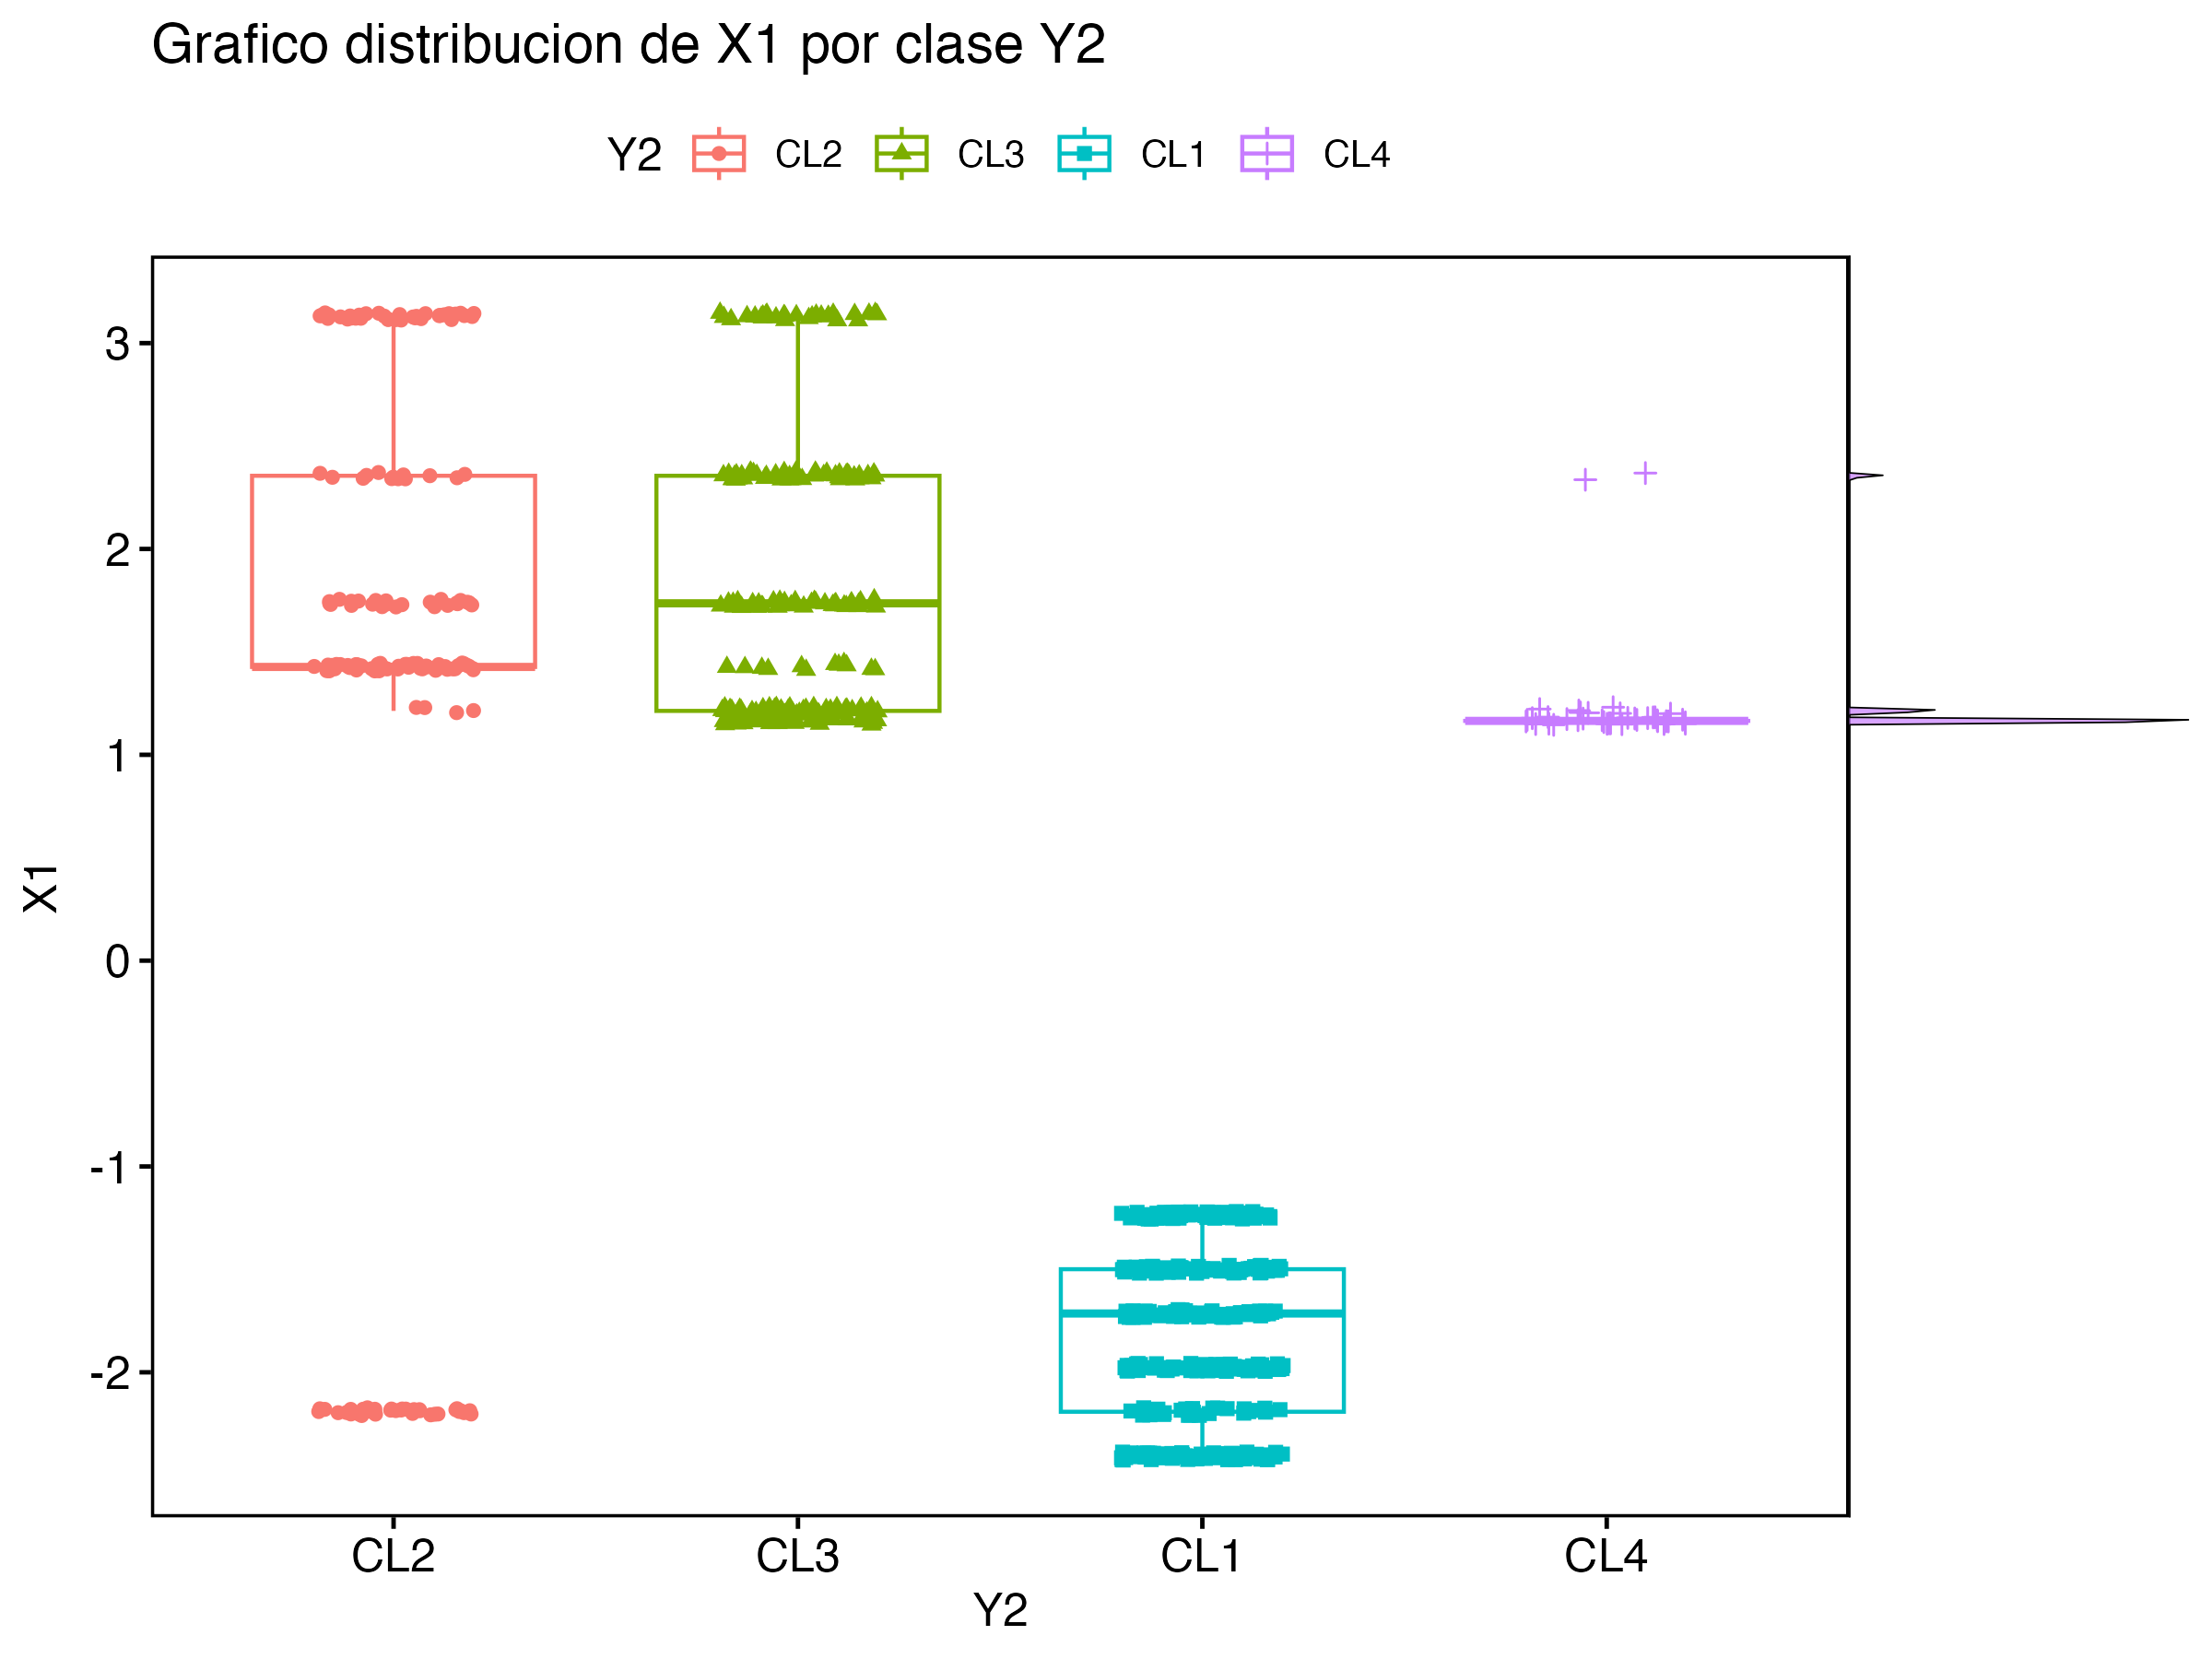 Grafico distribucion de X1 por clase Y2
Y2 CL2 CL3 CL1 CL4
3
2
1
0
-1
-2
X1
CL2 CL3 CL1 CL4
Y2